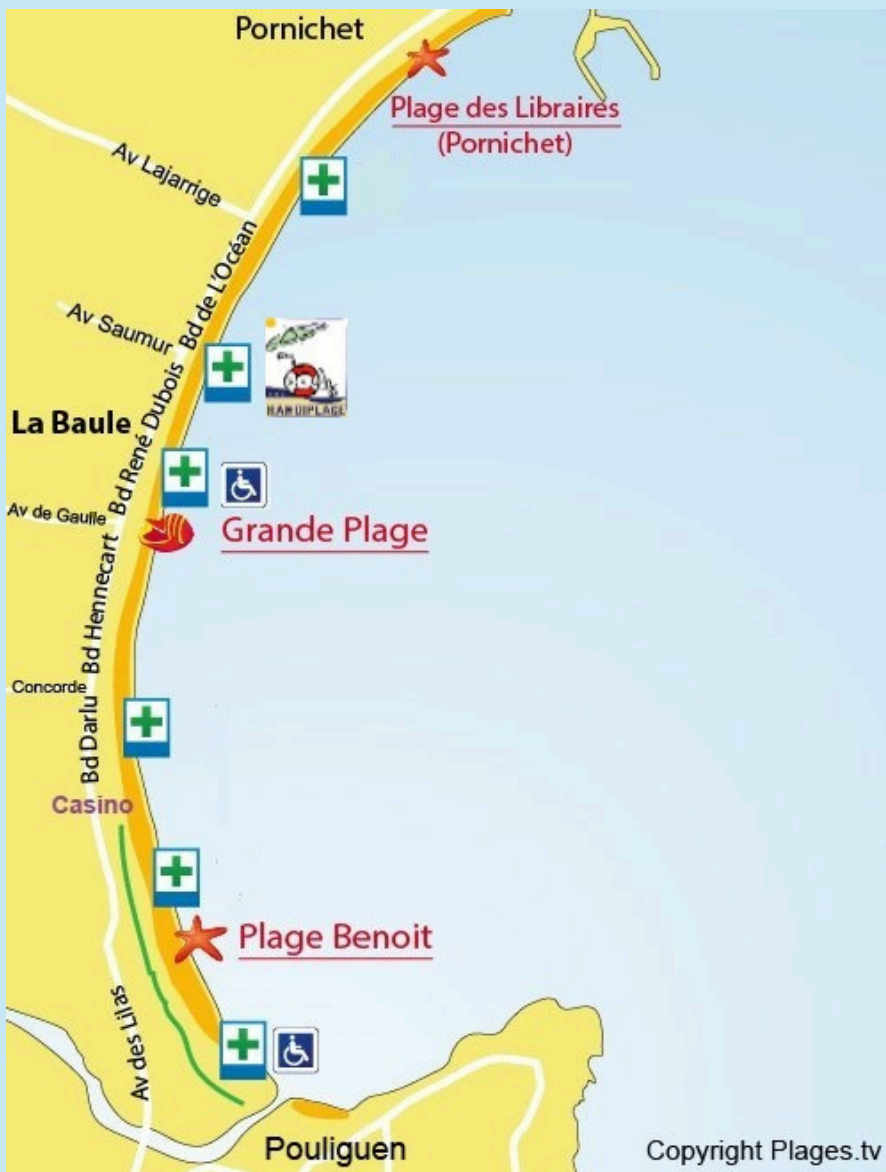 Pornichet
Plage des Libraires
(Pornichet)
Av Lajarrige
Bd de L'Océan
Av Saumur
HANDIPLAGE
Bd René Dubois
La Baule
Av de Gaulle
Grande Plage
Bd Hennecart
Concorde
Bd Darlu
Casino
Plage Benoit
Av des Lilas
Pouliguen
Copyright Plages.tv